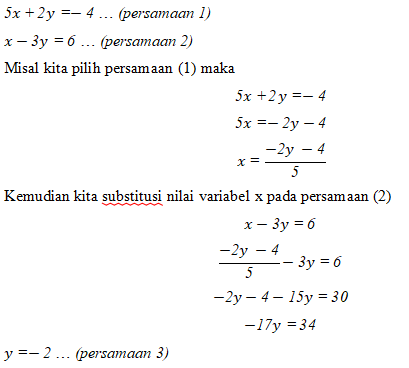 5x + 2y =− 4 … (persamaan 1)
x − 3y = 6 … (persamaan 2)
Misal kita pilih persamaan (1) maka
5x +2y =− 4
5x =− 2y − 4
x = \frac{−2y − 4}{5}
Kemudian kita substitusi nilai variabel x pada persamaan (2)
x − 3y = 6
\frac{−2y − 4}{5} − 3y = 6
−2y − 4 − 15y = 30
−17y = 34
y =− 2 … (persamaan 3)